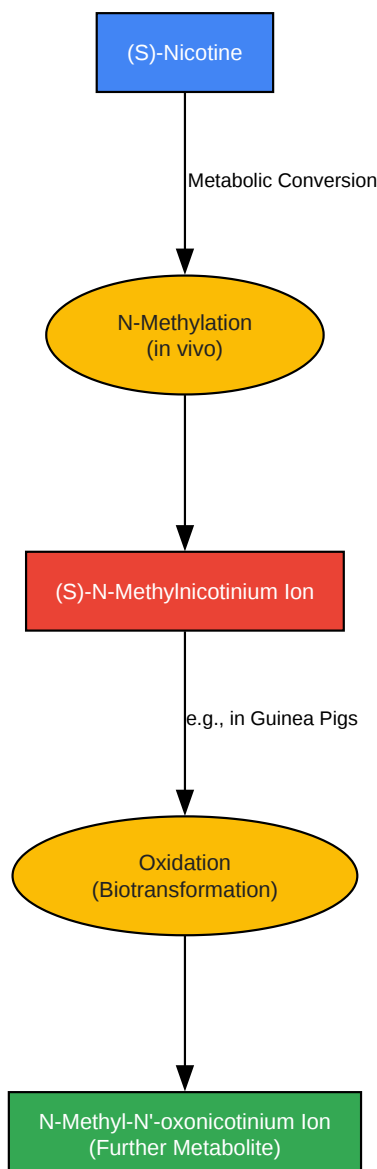 (S)-Nicotine
Metabolic Conversion
N-Methylation
(in vivo)
(S)-N-Methylnicotinium Ion
e.g., in Guinea Pigs
Oxidation
(Biotransformation)
N-Methyl-N'-oxonicotinium Ion
(Further Metabolite)